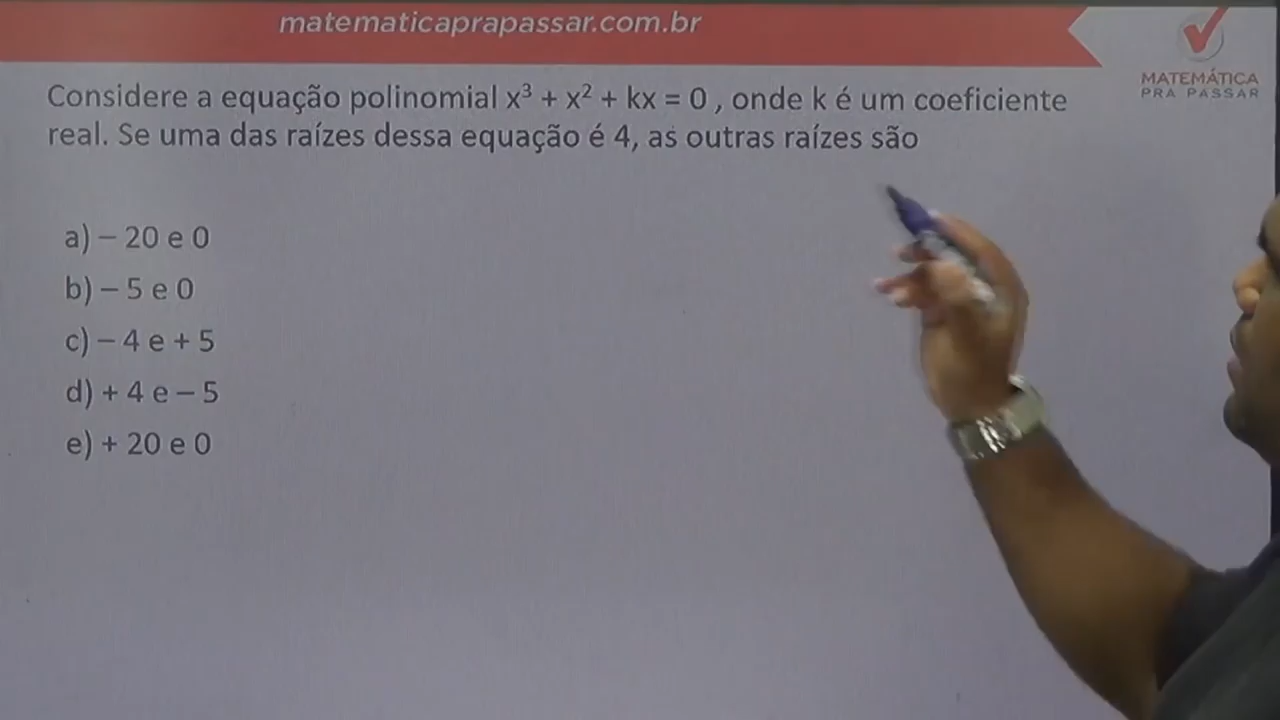 matematicaprapassar.com.br
MATEMÁTICA
PRA PASSAR
Considere a equação polinomial x³ + x² + kx = 0 , onde k é um coeficiente
real. Se uma das raízes dessa equação é 4, as outras raízes são
a) – 20 e 0
b) – 5 e 0
c) – 4 e + 5
d) + 4 e – 5
e) + 20 e 0